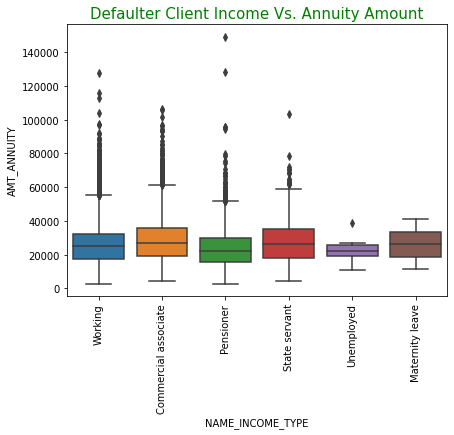 Defaulter Client Income Vs. Annuity Amount
140000
120000
100000
80000
60000
40000
20000
0
AMT_ANNUITY
Working
Commercial associate
Pensioner
State servant
Unemployed
Maternity leave
NAME_INCOME_TYPE